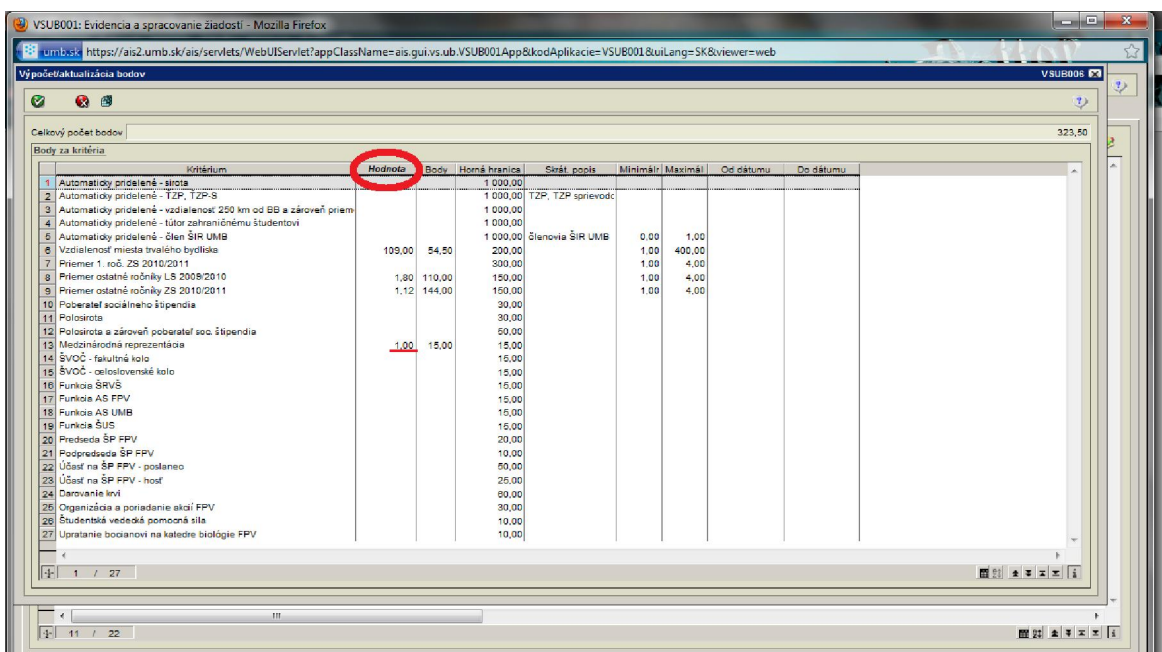 VSUB001: Evidencia a spracovanie žiadostí - Mozilla Firefox
umb.sk https://ais2.umb.sk/ais/servlets/WebUIServlet?appClassName=ais.gui.vs.ub.VSUB001App&kodAplikacie=VSUB001&uiLang=SK&viewer=web
Výpočet/aktualizácia bodov VSUB006
Celkový počet bodov 323,50
Body za kritéria
Kritérium Hodnota Body Horná hranica Skrát. popis Minimálr Maximál Od dátumu Do dátumu
1 Automaticky pridelené - sirota 1 000,00
2 Automaticky pridelené - ŤZP, ŤZP-S 1 000,00 ŤZP, ŤZP sprievodc
3 Automaticky pridelené - vzdialenosť 250 km od BB a zároveň priem 1 000,00
4 Automaticky pridelené - tútor zahraničnému študentovi 1 000,00
5 Automaticky pridelené - člen ŠIR UMB 1 000,00 členovia ŠIR UMB 0,00 1,00
6 Vzdialenosť miesta trvalého bydliska 109,00 54,50 200,00 1,00 400,00
7 Priemer 1. roč. ZS 2010/2011 300,00 1,00 4,00
8 Priemer ostatné ročníky LS 2009/2010 1,80 110,00 150,00 1,00 4,00
9 Priemer ostatné ročníky ZS 2010/2011 1,12 144,00 150,00 1,00 4,00
10 Poberateľ sociálneho štipendia 30,00
11 Polosirota 30,00
12 Polosirota a zároveň poberateľ soc. štipendia 50,00
13 Medzinárodná reprezentácia 1,00 15,00 15,00
14 ŠVOČ - fakultné kolo 15,00
15 ŠVOČ - celoslovenské kolo 15,00
16 Funkcia ŠRVŠ 15,00
17 Funkcia AS FPV 15,00
18 Funkcia AS UMB 15,00
19 Funkcia ŠUS 15,00
20 Predseda ŠP FPV 20,00
21 Podpredseda ŠP FPV 10,00
22 Účasť na ŠP FPV - poslanec 50,00
23 Účasť na ŠP FPV - hosť 25,00
24 Darovanie krvi 60,00
25 Organizácia a poriadanie akcií FPV 30,00
26 Študentská vedecká pomocná sila 10,00
27 Upratanie bocianovi na katedre biológie FPV 10,00
1 / 27
11 / 22